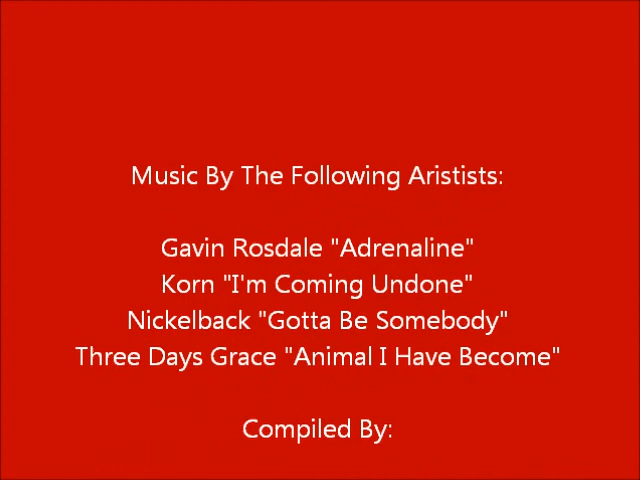 Music By The Following Aristists:
Gavin Rosdale "Adrenaline"
Korn "I'm Coming Undone"
Nickelback "Gotta Be Somebody"
Three Days Grace "Animal I Have Become"
Compiled By: